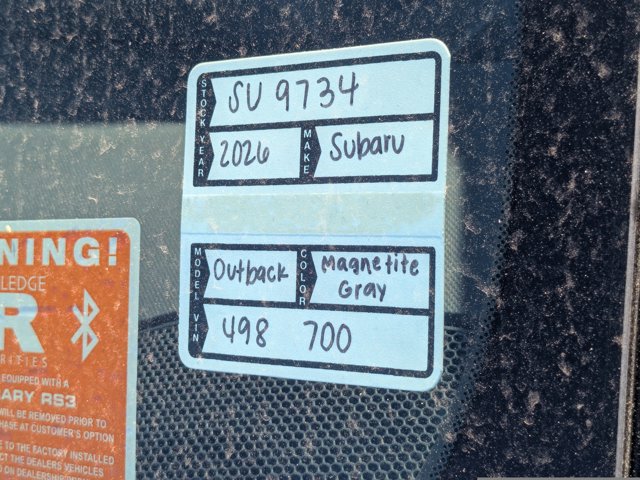 STOCK
SU 9734
YEAR
2026
MAKE
Subaru
MODEL
Outback
COLOR
Magnetite
Gray
VIN
498 700
NING!
LEDGE
R
RITIES
EQUIPPED WITH A
ARY RS3
WILL BE REMOVED PRIOR TO
HASE AT CUSTOMER'S OPTION
E TO THE FACTORY INSTALLED
CT THE DEALERS VEHICLES